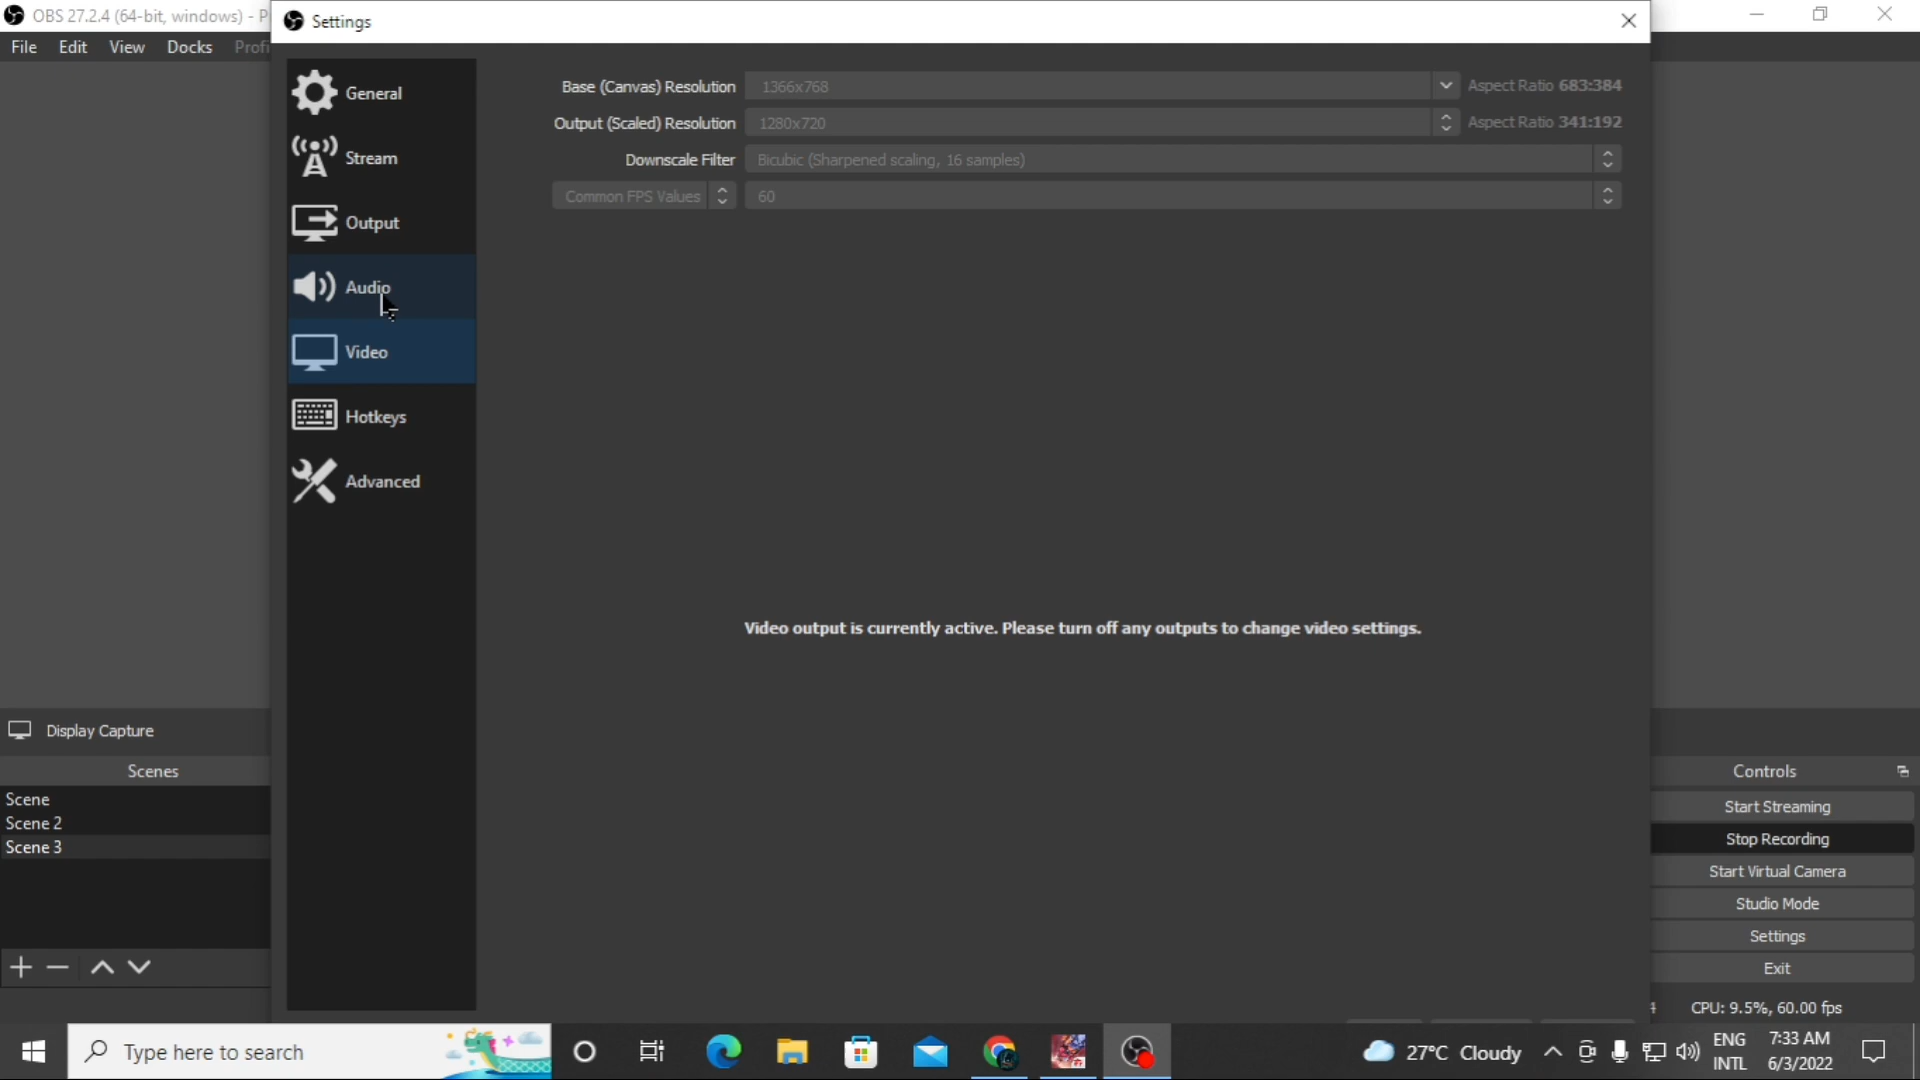 OBS 27.2.4 (64-bit, windows) - P
Settings
File Edit View Docks Profi
General
Stream
Output
Audio
Video
Hotkeys
Advanced
Base (Canvas) Resolution 1366x768 Aspect Ratio 683:384
Output (Scaled) Resolution 1280x720 Aspect Ratio 341:192
Downscale Filter Bicubic (Sharpened scaling, 16 samples)
Common FPS Values 60
Video output is currently active. Please turn off any outputs to change video settings.
Display Capture
Scenes
Scene
Scene 2
Scene 3
Controls
Start Streaming
Stop Recording
Start Virtual Camera
Studio Mode
Settings
Exit
CPU: 9.5%, 60.00 fps
Type here to search
27°C Cloudy
ENG
INTL
7:33 AM
6/3/2022